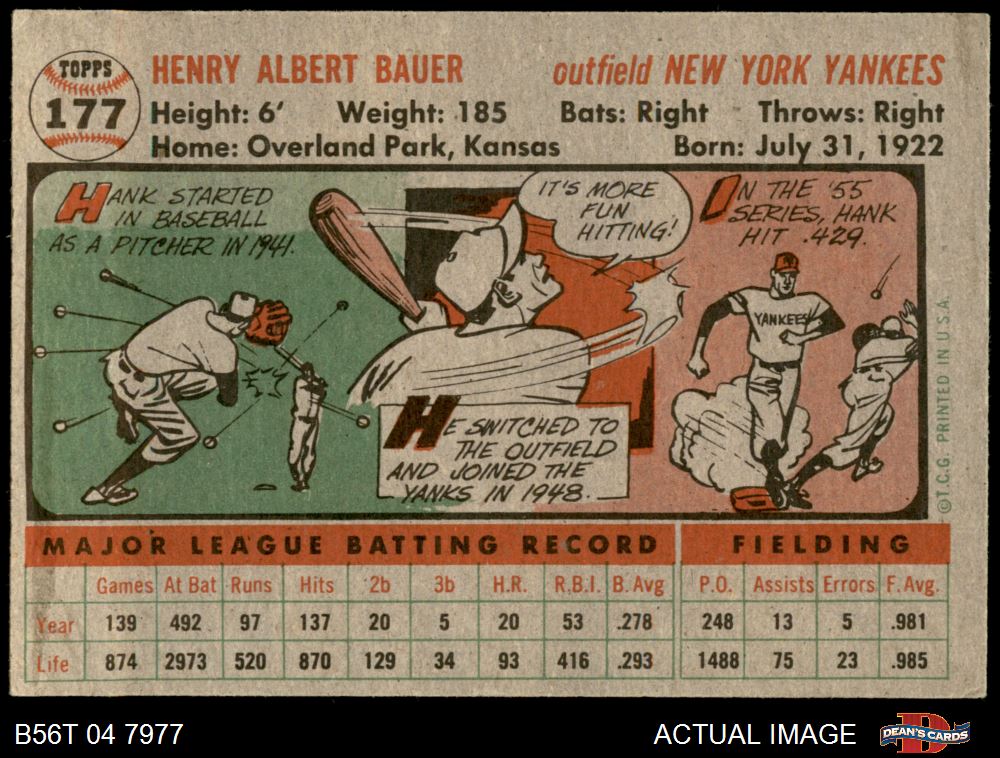 TOPPS
177
HENRY ALBERT BAUER
outfield NEW YORK YANKEES
Height: 6'
Weight: 185
Bats: Right
Throws: Right
Home: Overland Park, Kansas
Born: July 31, 1922
HANK STARTED
IN BASEBALL
AS A PITCHER IN 1941.
IT'S MORE
FUN
HITTING!
IN THE '55
SERIES, HANK
HIT .429.
YANKEES
HE SWITCHED TO
THE OUTFIELD
AND JOINED THE
YANKS IN 1948.
©T.C.G. PRINTED IN U.S.A.
MAJOR LEAGUE BATTING RECORD
FIELDING
Games At Bat Runs Hits 2b 3b H.R. R.B.I. B. Avg P.O. Assists Errors F. Avg.
Year 139 492 97 137 20 5 20 53 .278 248 13 5 .981
Life 874 2973 520 870 129 34 93 416 .293 1488 75 23 .985
B56T 04 7977
ACTUAL IMAGE
D
DEAN'S CARDS